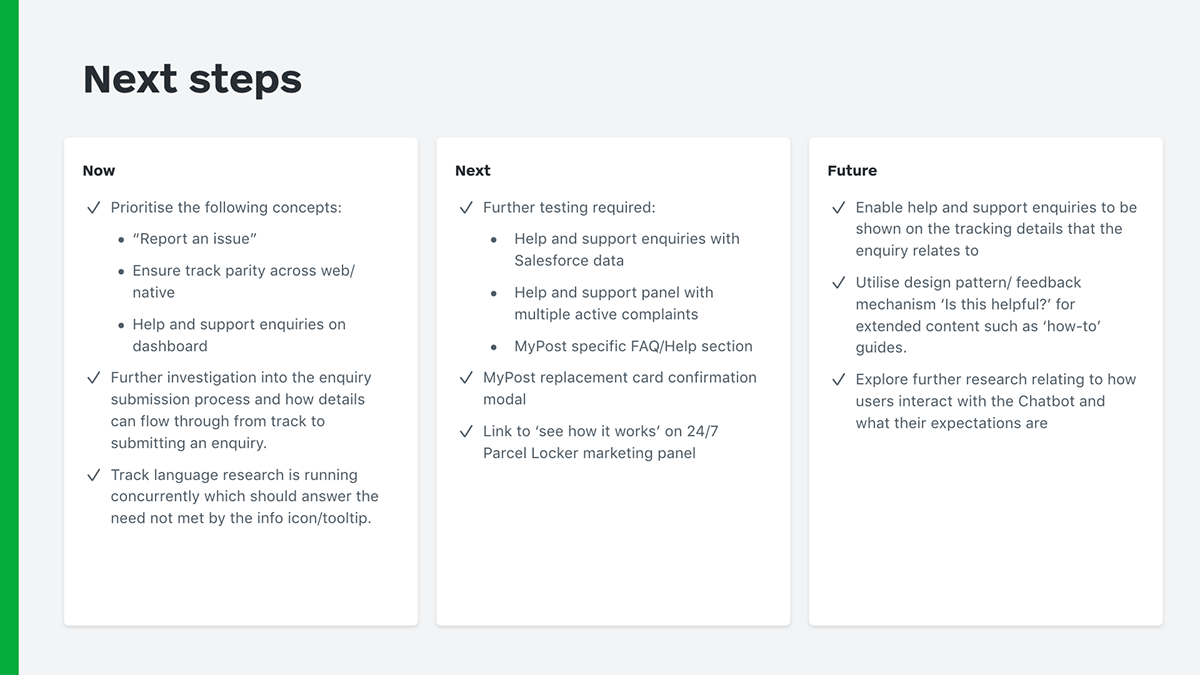 Next steps
Now
Prioritise the following concepts:
“Report an issue”
Ensure track parity across web/
native
Help and support enquiries on
dashboard
Further investigation into the enquiry
submission process and how details
can flow through from track to
submitting an enquiry.
Track language research is running
concurrently which should answer the
need not met by the info icon/tooltip.
Next
Further testing required:
Help and support enquiries with
Salesforce data
Help and support panel with
multiple active complaints
MyPost specific FAQ/Help section
MyPost replacement card confirmation
modal
Link to ‘see how it works’ on 24/7
Parcel Locker marketing panel
Future
Enable help and support enquiries to be
shown on the tracking details that the
enquiry relates to
Utilise design pattern/ feedback
mechanism ‘Is this helpful?’ for
extended content such as ‘how-to’
guides.
Explore further research relating to how
users interact with the Chatbot and
what their expectations are